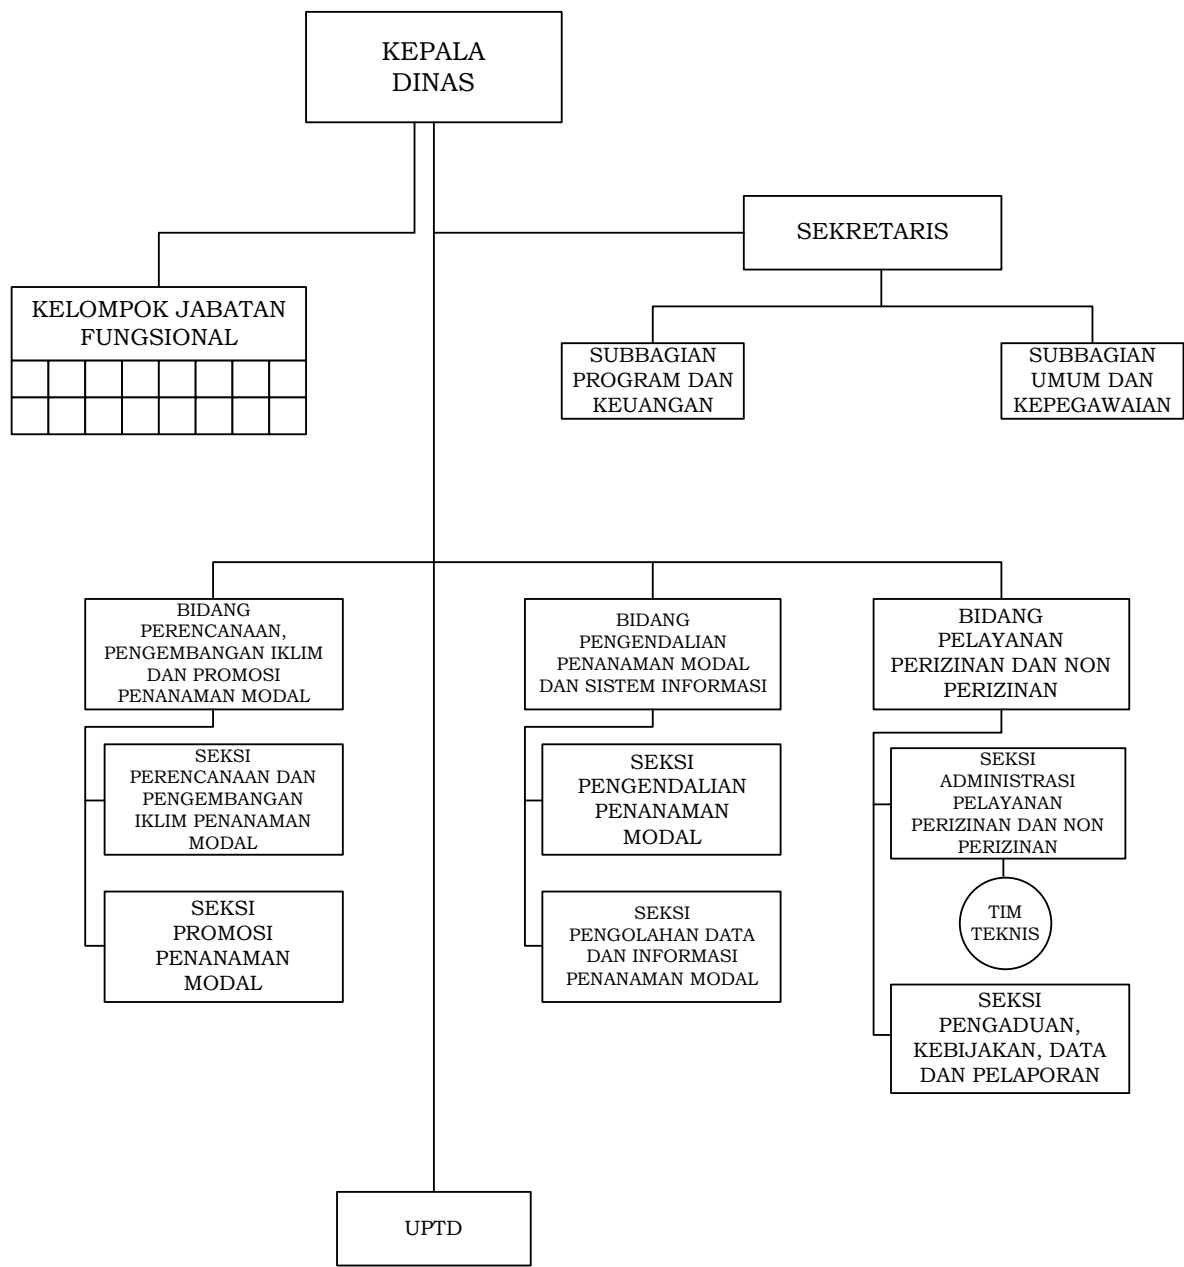 KEPALA
DINAS
SEKRETARIS
KELOMPOK JABATAN
FUNGSIONAL
SUBBAGIAN
PROGRAM DAN
KEUANGAN
SUBBAGIAN
UMUM DAN
KEPEGAWAIAN
BIDANG
PERENCANAAN,
PENGEMBANGAN IKLIM
DAN PROMOSI
PENANAMAN MODAL
BIDANG
PENGENDALIAN
PENANAMAN MODAL
DAN SISTEM INFORMASI
BIDANG
PELAYANAN
PERIZINAN DAN NON
PERIZINAN
SEKSI
PERENCANAAN DAN
PENGEMBANGAN
IKLIM PENANAMAN
MODAL
SEKSI
PENGENDALIAN
PENANAMAN
MODAL
SEKSI
ADMINISTRASI
PELAYANAN
PERIZINAN DAN NON
PERIZINAN
SEKSI
PROMOSI
PENANAMAN
MODAL
SEKSI
PENGOLAHAN DATA
DAN INFORMASI
PENANAMAN MODAL
TIM
TEKNIS
SEKSI
PENGADUAN,
KEBIJAKAN, DATA
DAN PELAPORAN
UPTD